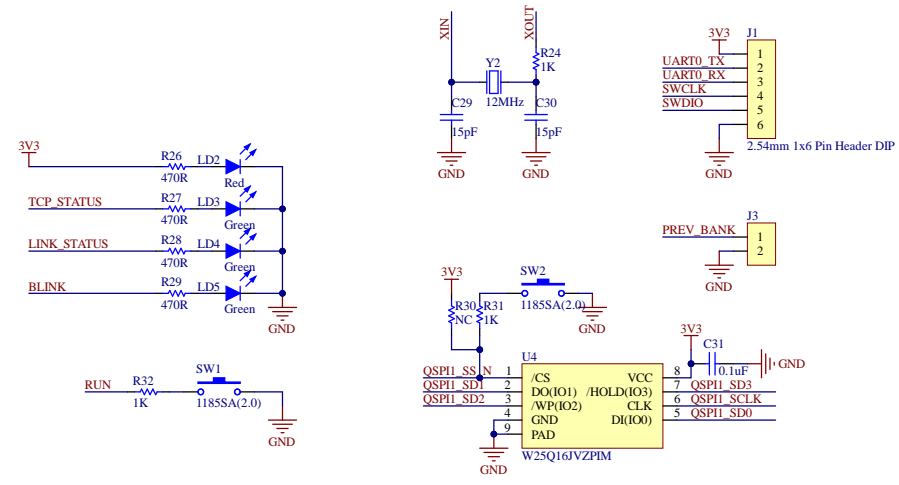 XIN
XOUT
R24
1K
Y2
12MHz
C29
15pF
C30
15pF
GND
GND
J1
3V3
1
UART0_TX
2
UART0_RX
3
SWCLK
4
SWDIO
5
6
2.54mm 1x6 Pin Header DIP
GND
3V3
R26
LD2
470R
Red
TCP_STATUS
R27
LD3
470R
Green
LINK_STATUS
R28
LD4
470R
Green
BLINK
R29
LD5
470R
Green
GND
J3
PREV_BANK
1
2
GND
RUN
R32
1K
SW1
1185SA(2.0)
GND
3V3
SW2
R30
NC
R31
1K
1185SA(2.0)
GND
3V3
C31
0.1uF
GND
U4
QSPI1_SS_N
1
/CS
VCC
8
QSPI1_SD1
2
DO(IO1)
/HOLD(IO3)
7
QSPI1_SD3
QSPI1_SD2
3
/WP(IO2)
CLK
6
QSPI1_SCLK
4
GND
DI(IO0)
5
QSPI1_SD0
9
PAD
GND
W25Q16JVZPIM